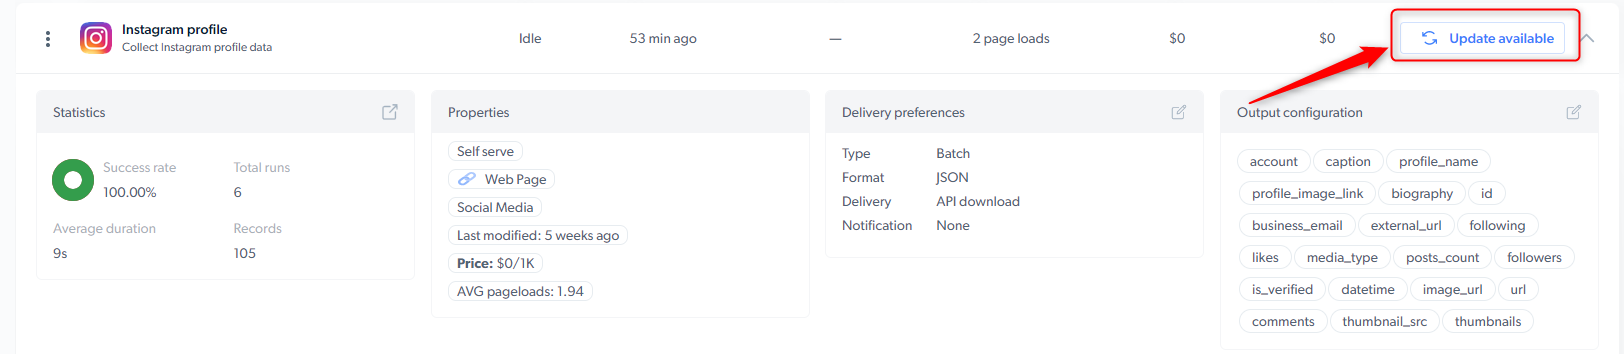 Instagram profile
Collect Instagram profile data
Idle
53 min ago
—
2 page loads
$0
$0
Update available
Statistics
Success rate
100.00%
Total runs
6
Average duration
9s
Records
105
Properties
Self serve
Web Page
Social Media
Last modified: 5 weeks ago
Price: $0/1K
AVG pageloads: 1.94
Delivery preferences
Type Batch
Format JSON
Delivery API download
Notification None
Output configuration
account caption profile_name
profile_image_link biography id
business_email external_url following
likes media_type posts_count followers
is_verified datetime image_url url
comments thumbnail_src thumbnails